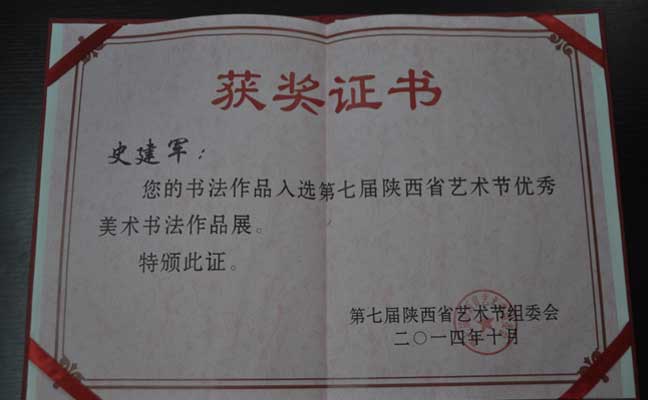 获奖证书
史建军：
您的书法作品入选第七届陕西省艺术节优秀
美术书法作品展。
特颁此证。
第七届陕西省艺术节组委会
二〇一四年十月